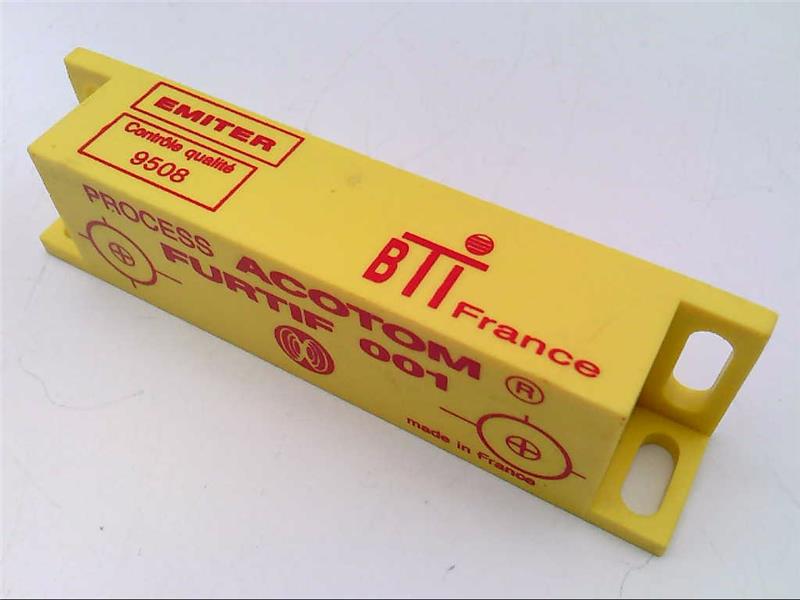 EMITER
Contrôle qualité
9508
BTI
France
PROCESS ACOTOM ®
FURTIF 001
made in France